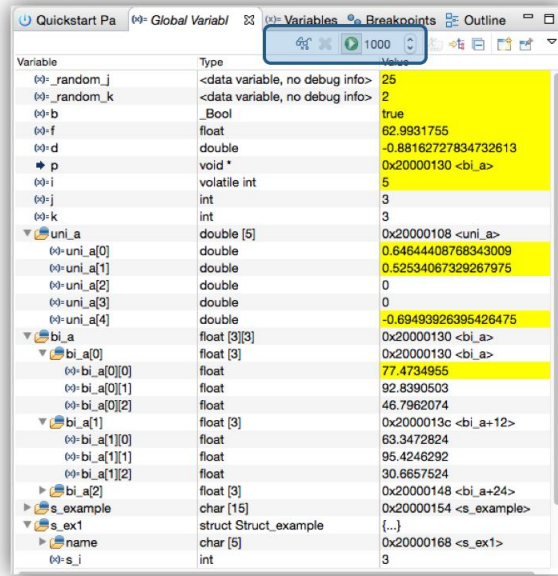 Quickstart Pa (x)= Global Variabl (x)= Variables Breakpoints Outline
1000
Variable Type Value
(x)= _random_j <data variable, no debug info> 25
(x)= _random_k <data variable, no debug info> 2
(x)= b _Bool true
(x)= f float 62.9931755
(x)= d double -0.88162727834732613
p void * 0x20000130 <bi_a>
(x)= i volatile int 5
(x)= j int 3
(x)= k int 3
uni_a double [5] 0x20000108 <uni_a>
(x)= uni_a[0] double 0.64644408768343009
(x)= uni_a[1] double 0.52534067329267975
(x)= uni_a[2] double 0
(x)= uni_a[3] double 0
(x)= uni_a[4] double -0.69493926395426475
bi_a float [3][3] 0x20000130 <bi_a>
bi_a[0] float [3] 0x20000130 <bi_a>
(x)= bi_a[0][0] float 77.4734955
(x)= bi_a[0][1] float 92.8390503
(x)= bi_a[0][2] float 46.7962074
bi_a[1] float [3] 0x2000013c <bi_a+12>
(x)= bi_a[1][0] float 63.3472824
(x)= bi_a[1][1] float 95.4246292
(x)= bi_a[1][2] float 30.6657524
bi_a[2] float [3] 0x20000148 <bi_a+24>
s_example char [15] 0x20000154 <s_example>
s_ex1 struct Struct_example {...}
name char [5] 0x20000168 <s_ex1>
(x)= s_i int 3